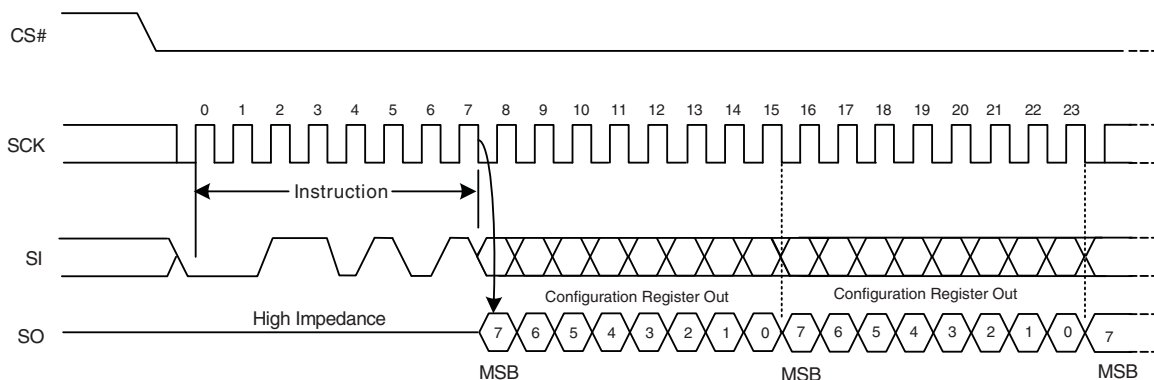 CS#
0 1 2 3 4 5 6 7 8 9 10 11 12 13 14 15 16 17 18 19 20 21 22 23
SCK
Instruction
SI
Configuration Register Out Configuration Register Out
High Impedance
SO 7 6 5 4 3 2 1 0 7 6 5 4 3 2 1 0 7
MSB MSB MSB